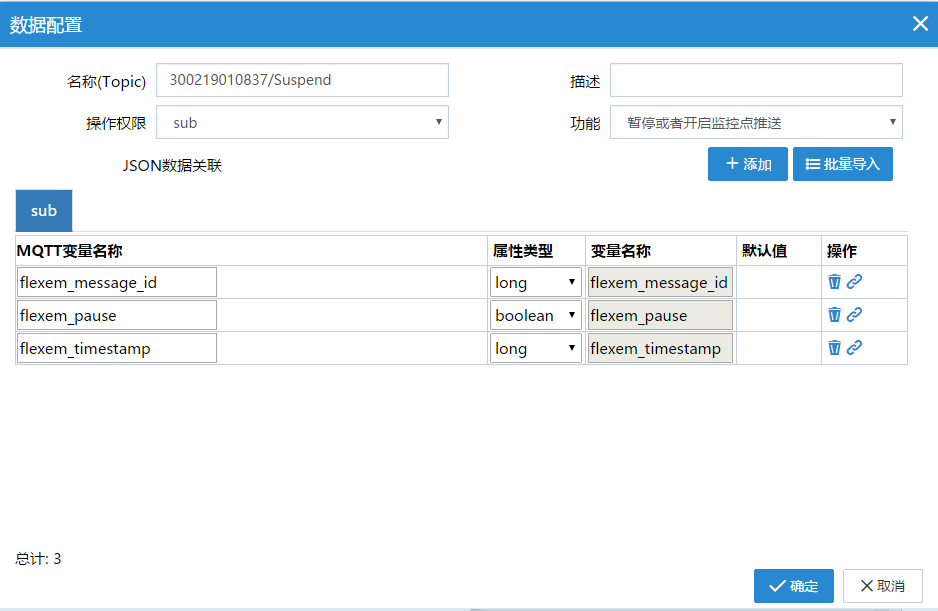 数据配置
名称(Topic) 300219010837/Suspend 描述
操作权限 sub 功能 暂停或者开启监控点推送
JSON数据关联 添加 批量导入
sub
MQTT变量名称 属性类型 变量名称 默认值 操作
flexem_message_id long flexem_message_id
flexem_pause boolean flexem_pause
flexem_timestamp long flexem_timestamp
总计: 3
确定 取消